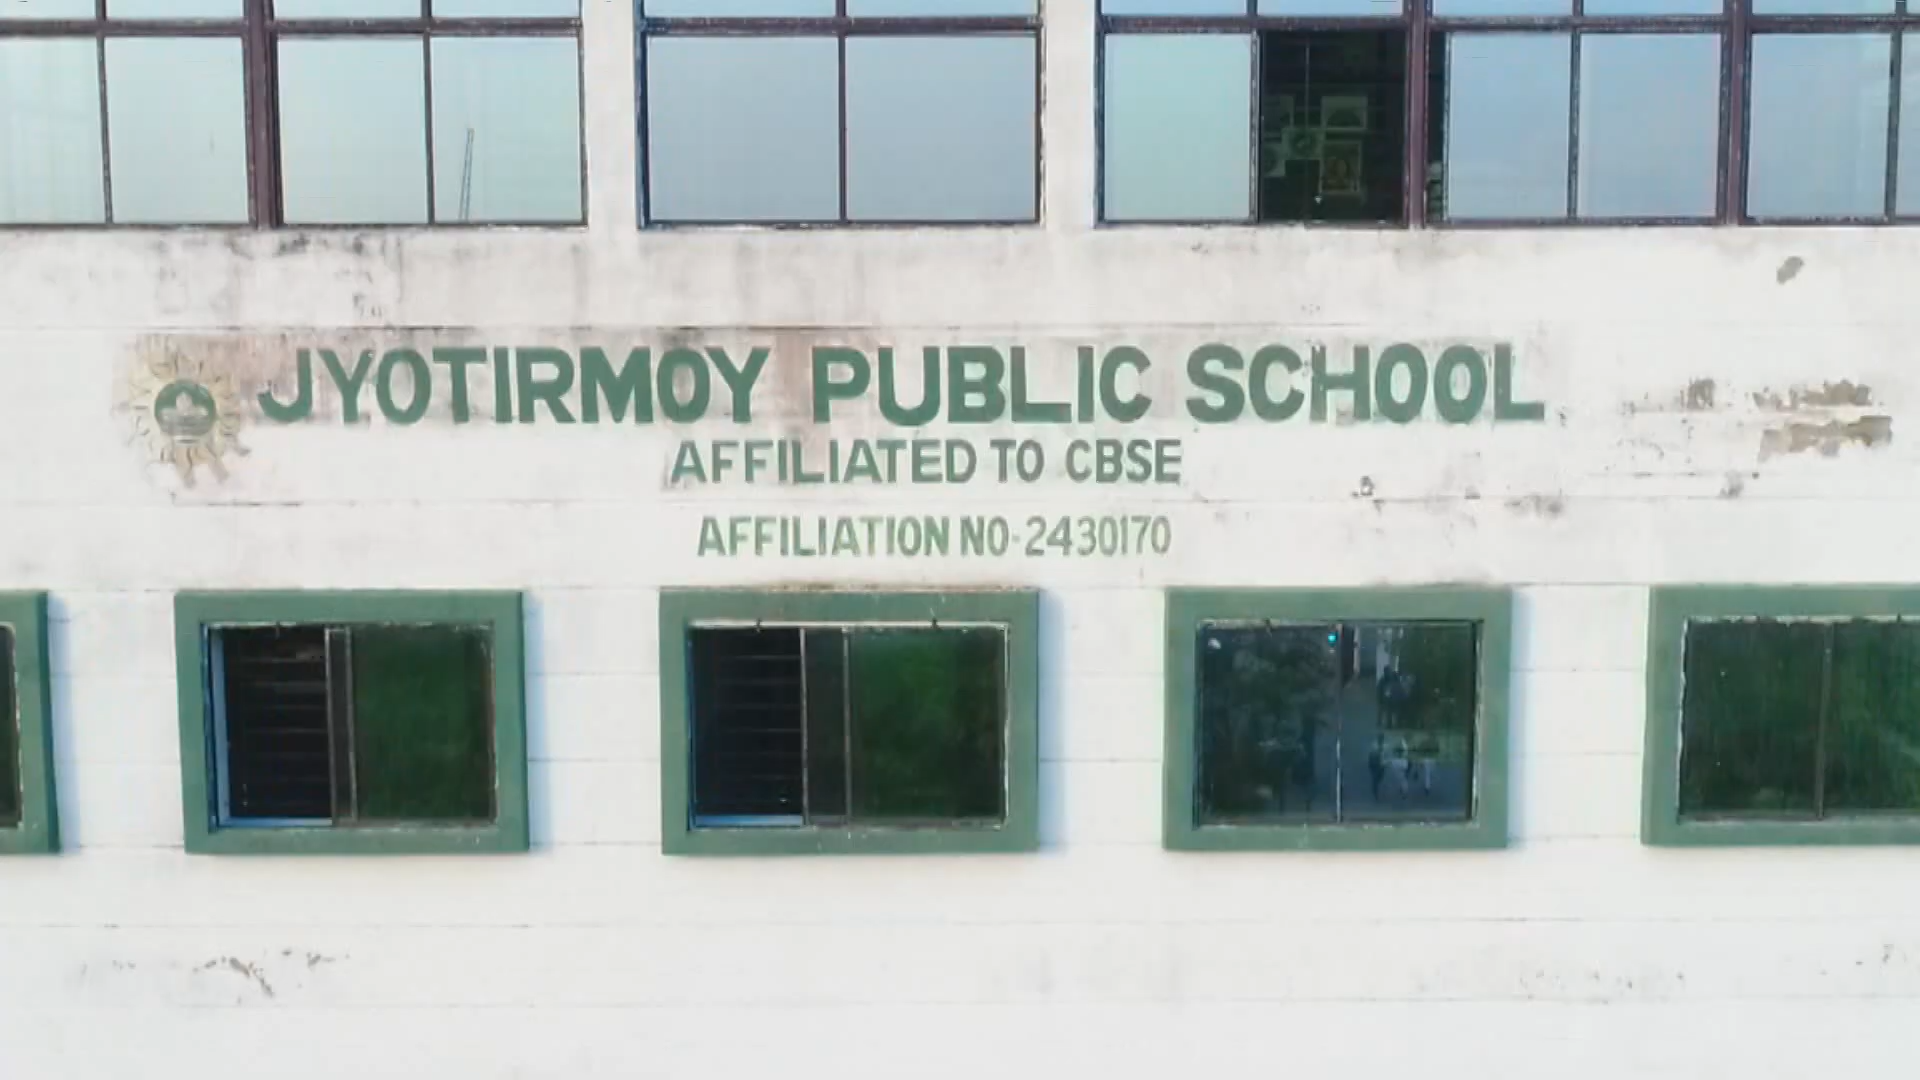 JYOTIRMOY PUBLIC SCHOOL
AFFILIATED TO CBSE
AFFILIATION NO-2430170